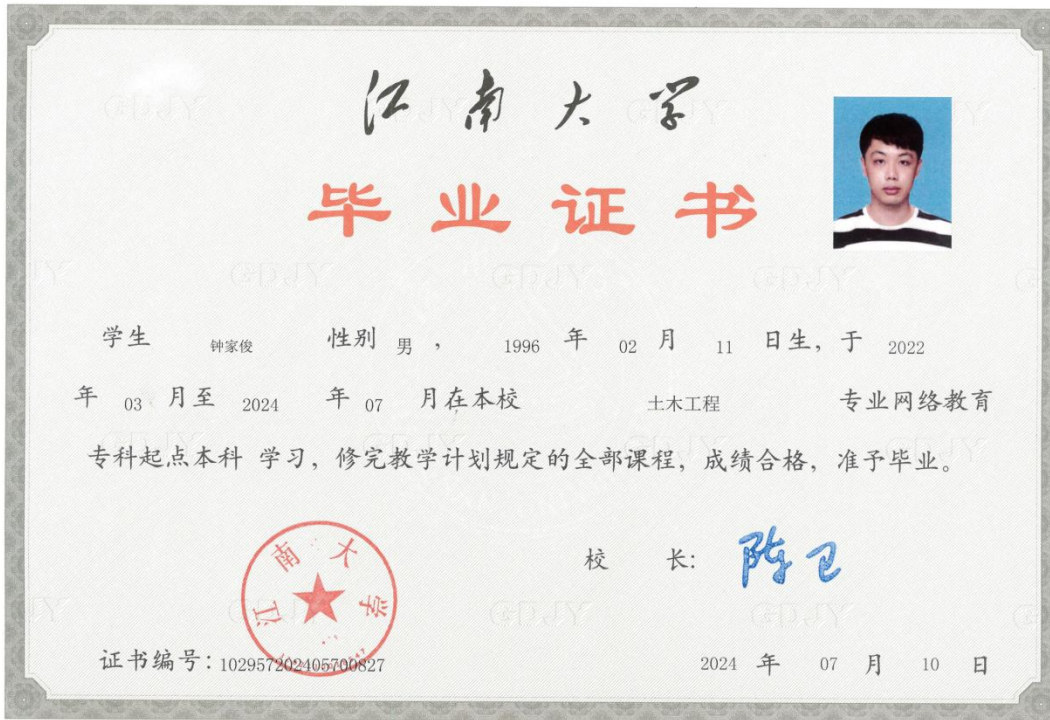 江南大学
毕业证书
学生 钟家俊 性别 男 ， 1996 年 02 月 11 日生，于 2022
年 03 月至 2024 年 07 月在本校 土木工程 专业网络教育
专科起点本科 学习，修完教学计划规定的全部课程，成绩合格，准予毕业。
江南大学
校 长： 陈卫
证书编号：102957202405700827
2024 年 07 月 10 日
GDJY